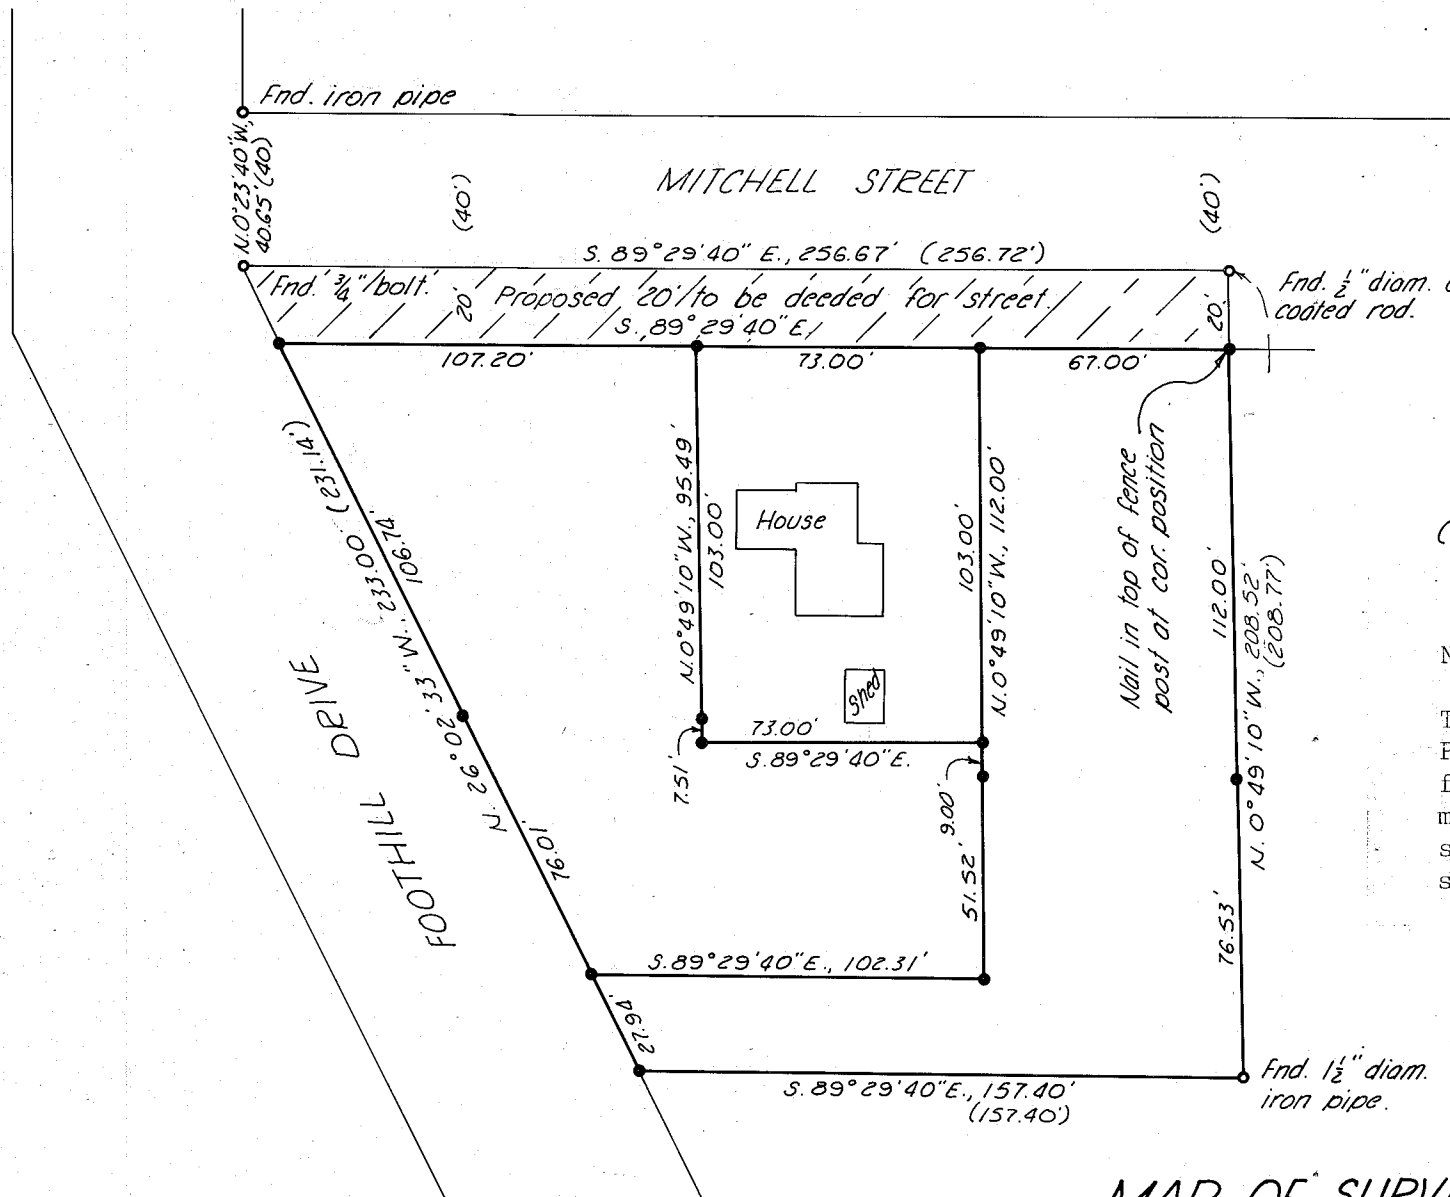 Fnd. iron pipe
N.0°23'40"W.,
40.65' (40)
(40')
MITCHELL STREET
(40')
S. 89°29'40" E., 256.67' (256.72')
Fnd. 3/4" bolt.
20'
Proposed 20' to be deeded for street.
20'
Fnd. 1/2" diam.
coated rod.
S. 89°29'40" E.
107.20'
73.00'
67.00'
N. 26°02'33" W., 233.00' (231.14')
106.74'
76.01'
27.94'
FOOTHILL DRIVE
N.0°49'10"W., 95.49'
103.00'
House
Shed
103.00'
N.0°49'10"W., 112.00'
Nail in top of fence
post at cor. position
112.00'
N. 0°49'10"W., 208.52'
(208.77')
73.00'
S.89°29'40"E.
7.51'
9.00'
51.52'
76.53'
S.89°29'40"E., 102.31'
S. 89°29'40"E., 157.40'
(157.40')
Fnd. 1 1/2" diam.
iron pipe.
MAP OF